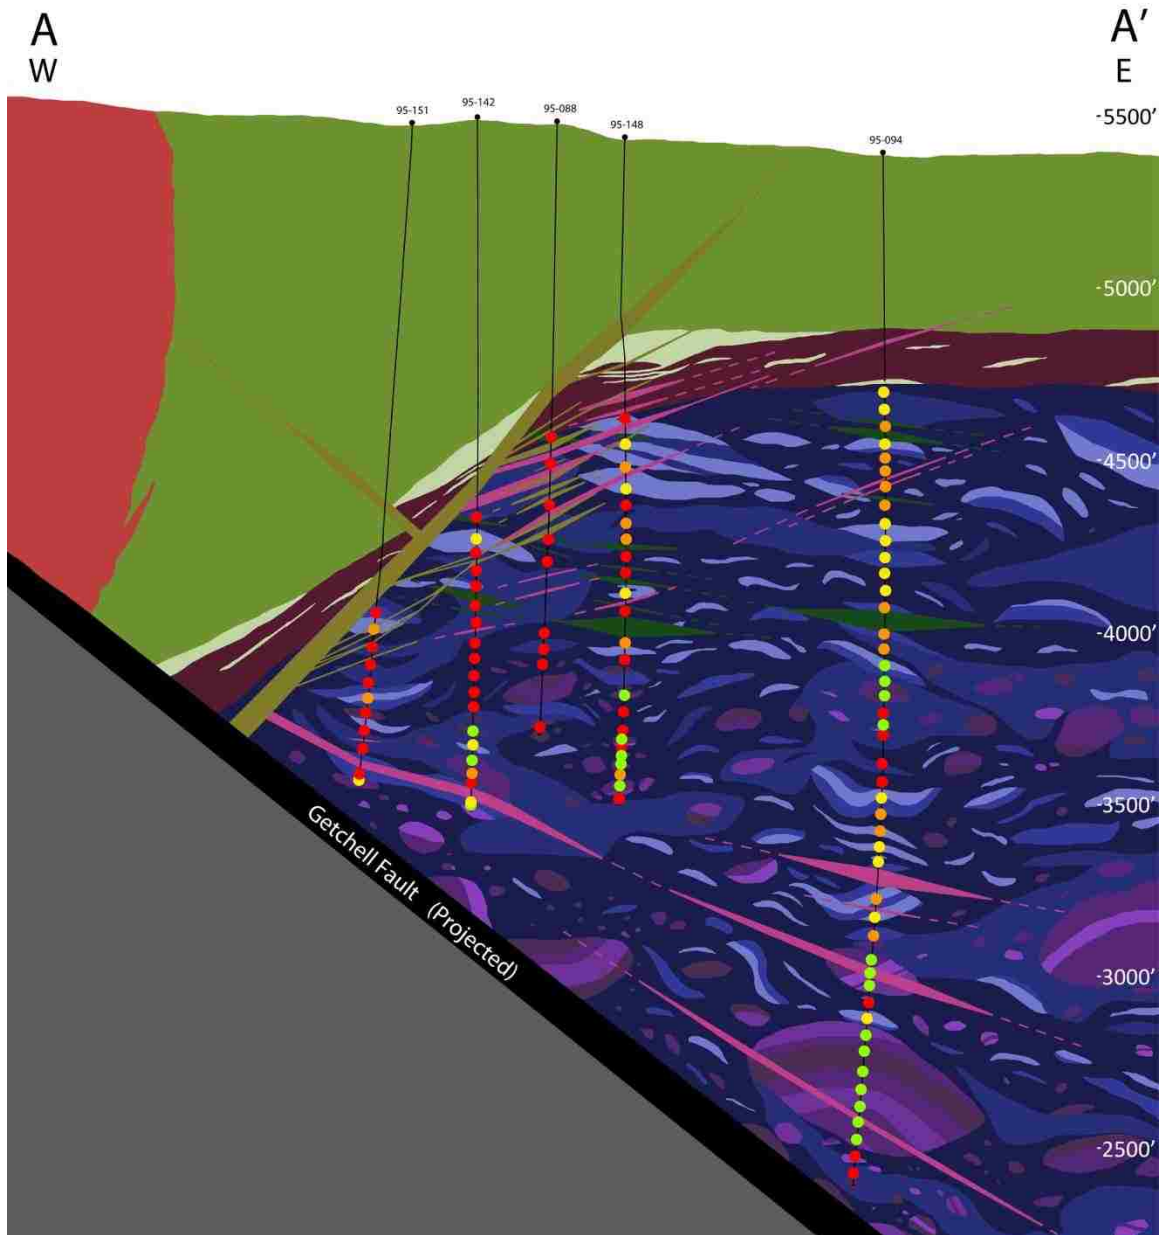 A
W
A’
E
95-151
95-142
95-088
95-148
95-094
-5500’
-5000’
-4500’
-4000’
-3500’
-3000’
-2500’
Getchell Fault (Projected)